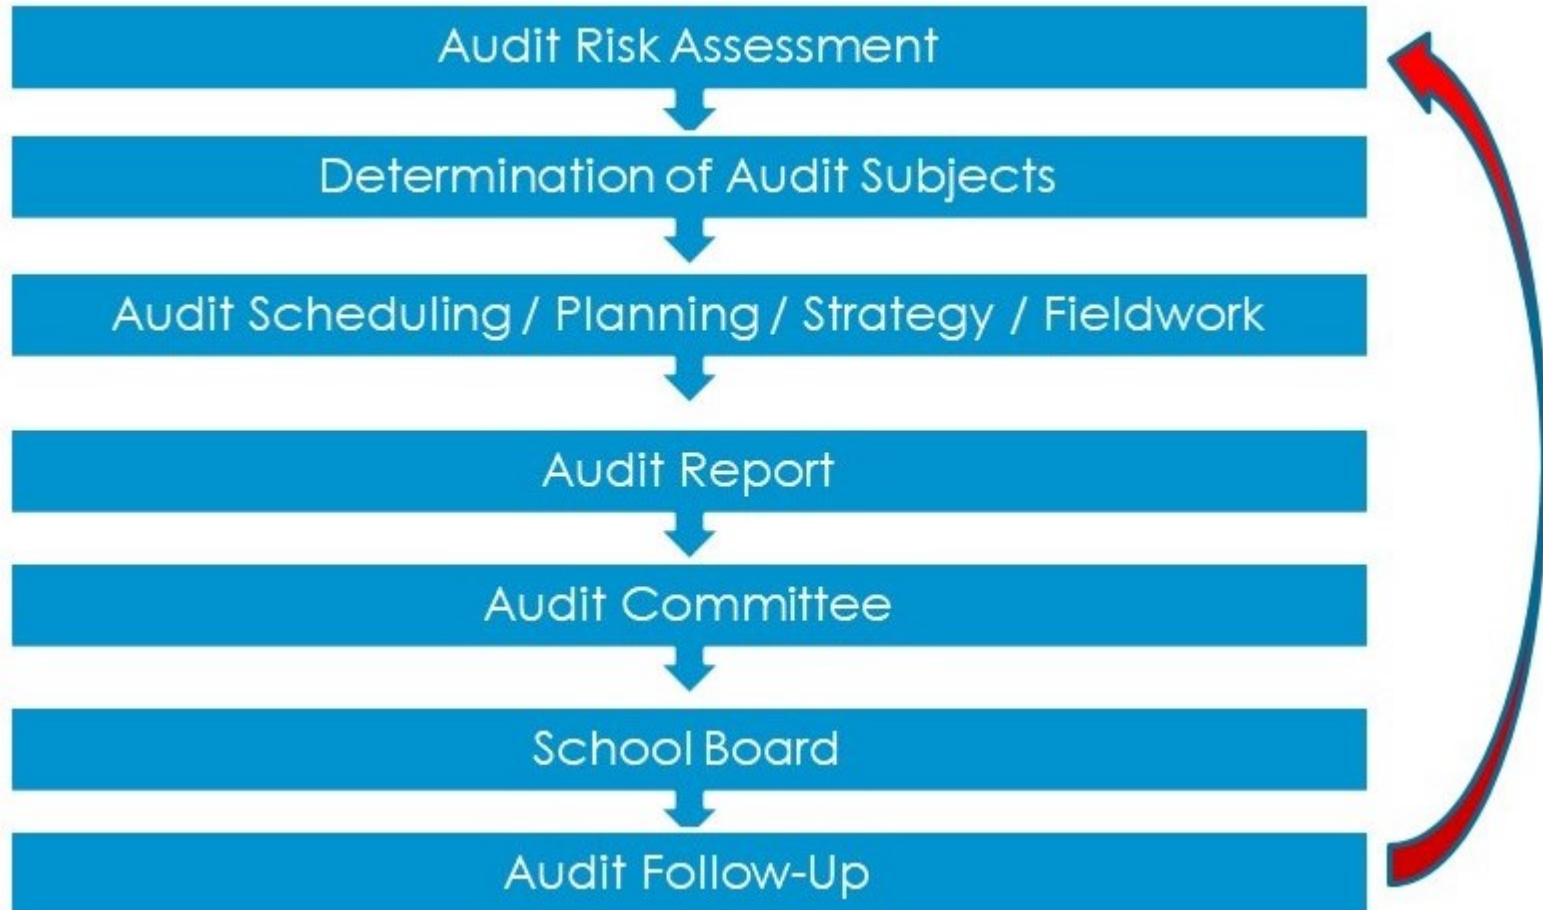 Audit Risk Assessment
Determination of Audit Subjects
Audit Scheduling / Planning / Strategy / Fieldwork
Audit Report
Audit Committee
School Board
Audit Follow-Up